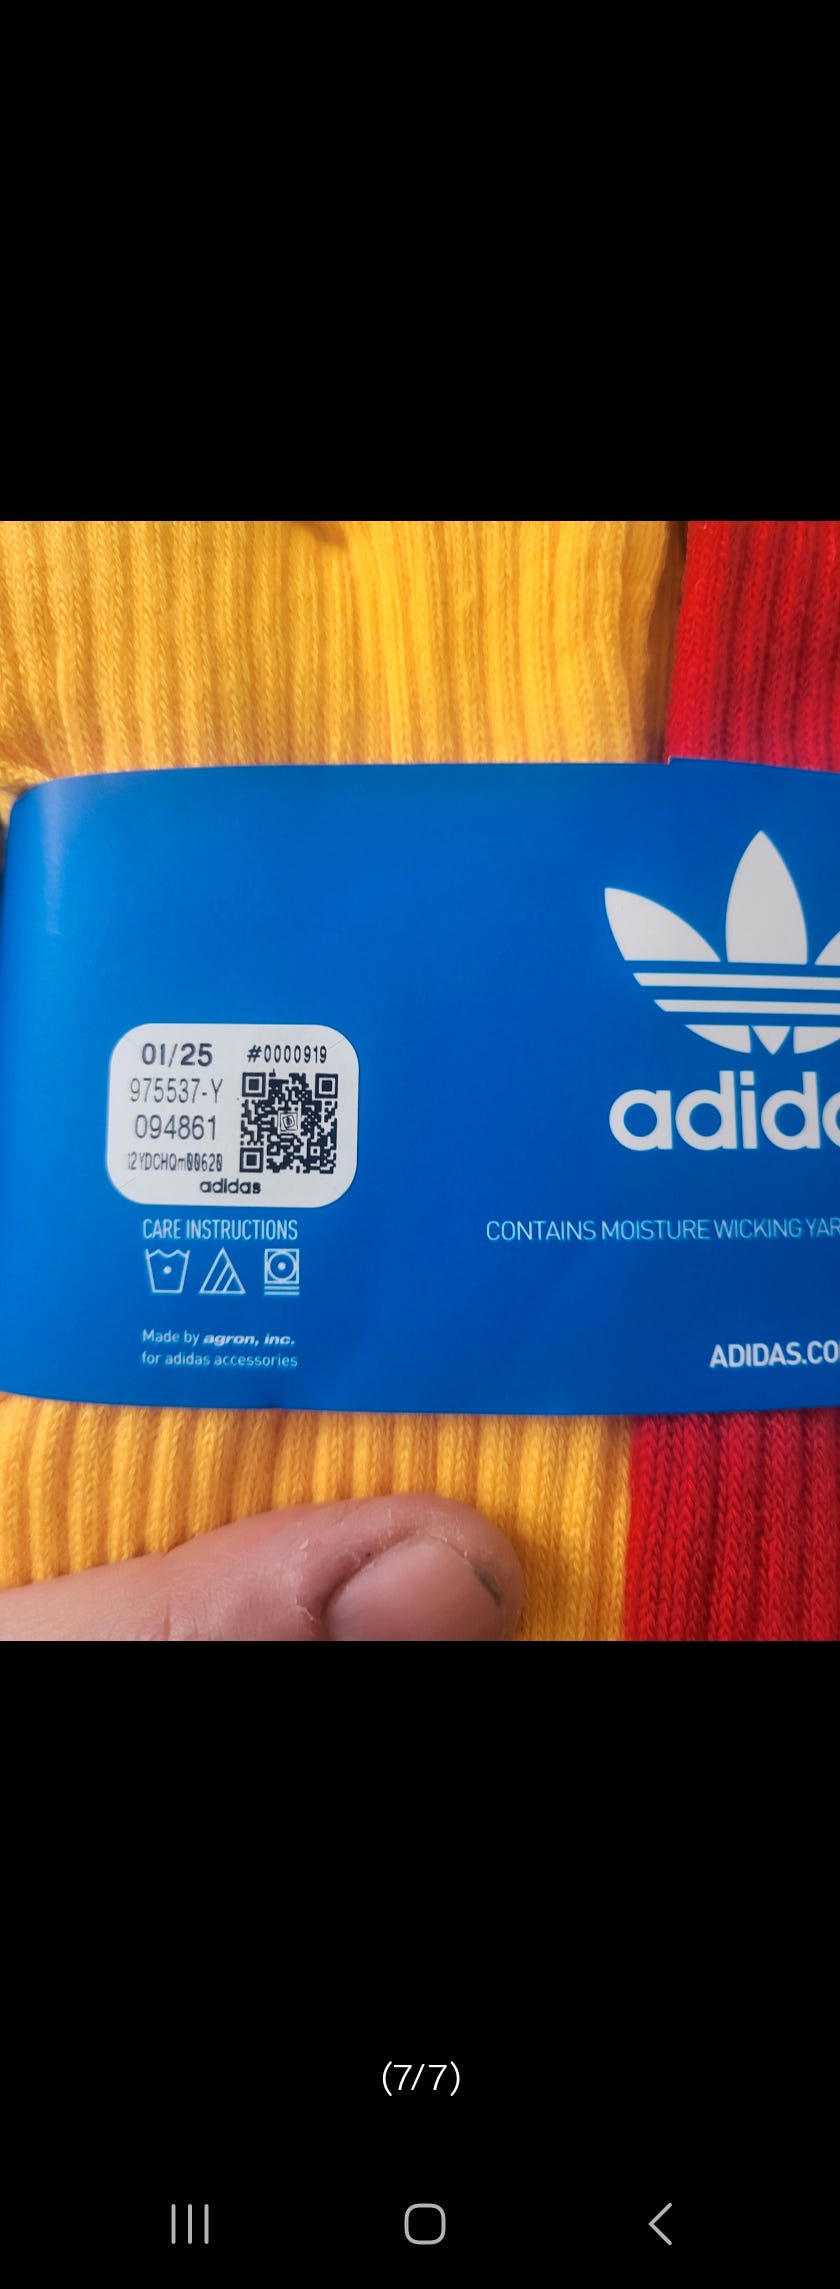 01/25 #0000919
975537-Y
094861
12YDCHQm00620
adidas
CARE INSTRUCTIONS
Made by agron, inc.
for adidas accessories
adida
CONTAINS MOISTURE WICKING YAR
ADIDAS.CO
(7/7)